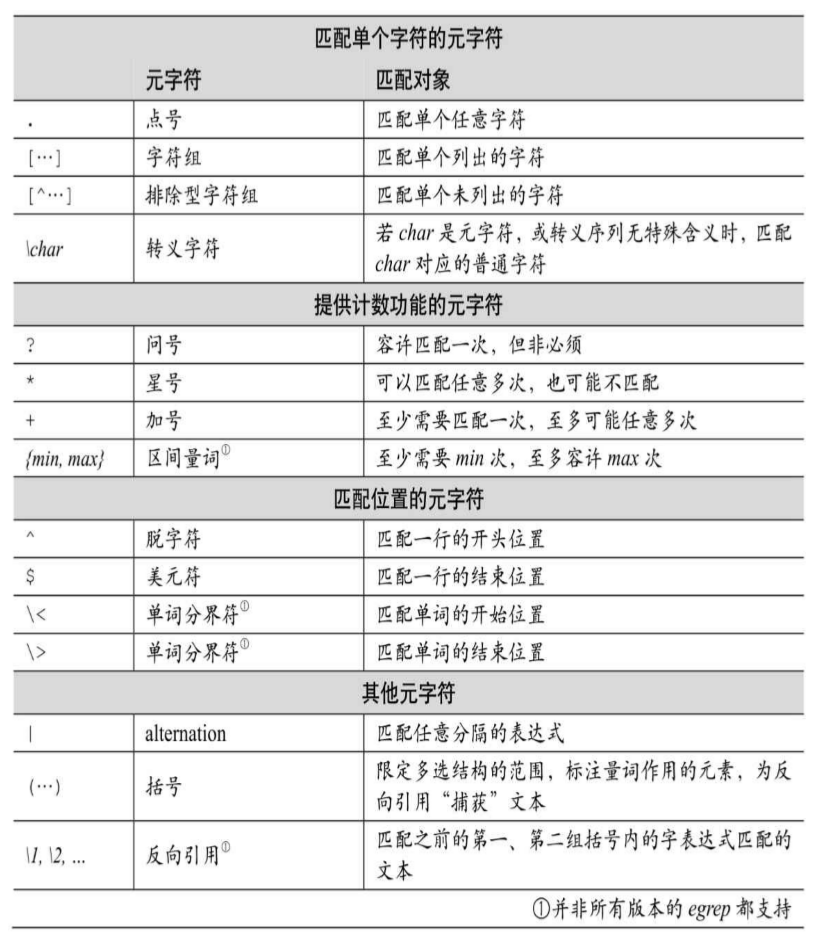 匹配单个字符的元字符
元字符 匹配对象
. 点号 匹配单个任意字符
[…] 字符组 匹配单个列出的字符
[^…] 排除型字符组 匹配单个未列出的字符
\char 转义字符 若 char 是元字符，或转义序列无特殊含义时，匹配
char 对应的普通字符
提供计数功能的元字符
? 问号 容许匹配一次，但非必须
* 星号 可以匹配任意多次，也可能不匹配
+ 加号 至少需要匹配一次，至多可能任意多次
{min, max} 区间量词① 至少需要 min 次，至多容许 max 次
匹配位置的元字符
^ 脱字符 匹配一行的开头位置
$ 美元符 匹配一行的结束位置
\< 单词分界符① 匹配单词的开始位置
\> 单词分界符① 匹配单词的结束位置
其他元字符
| alternation 匹配任意分隔的表达式
(…) 括号 限定多选结构的范围，标注量词作用的元素，为反
向引用“捕获”文本
\1, \2, ... 反向引用① 匹配之前的第一、第二组括号内的字表达式匹配的
文本
①并非所有版本的 egrep 都支持